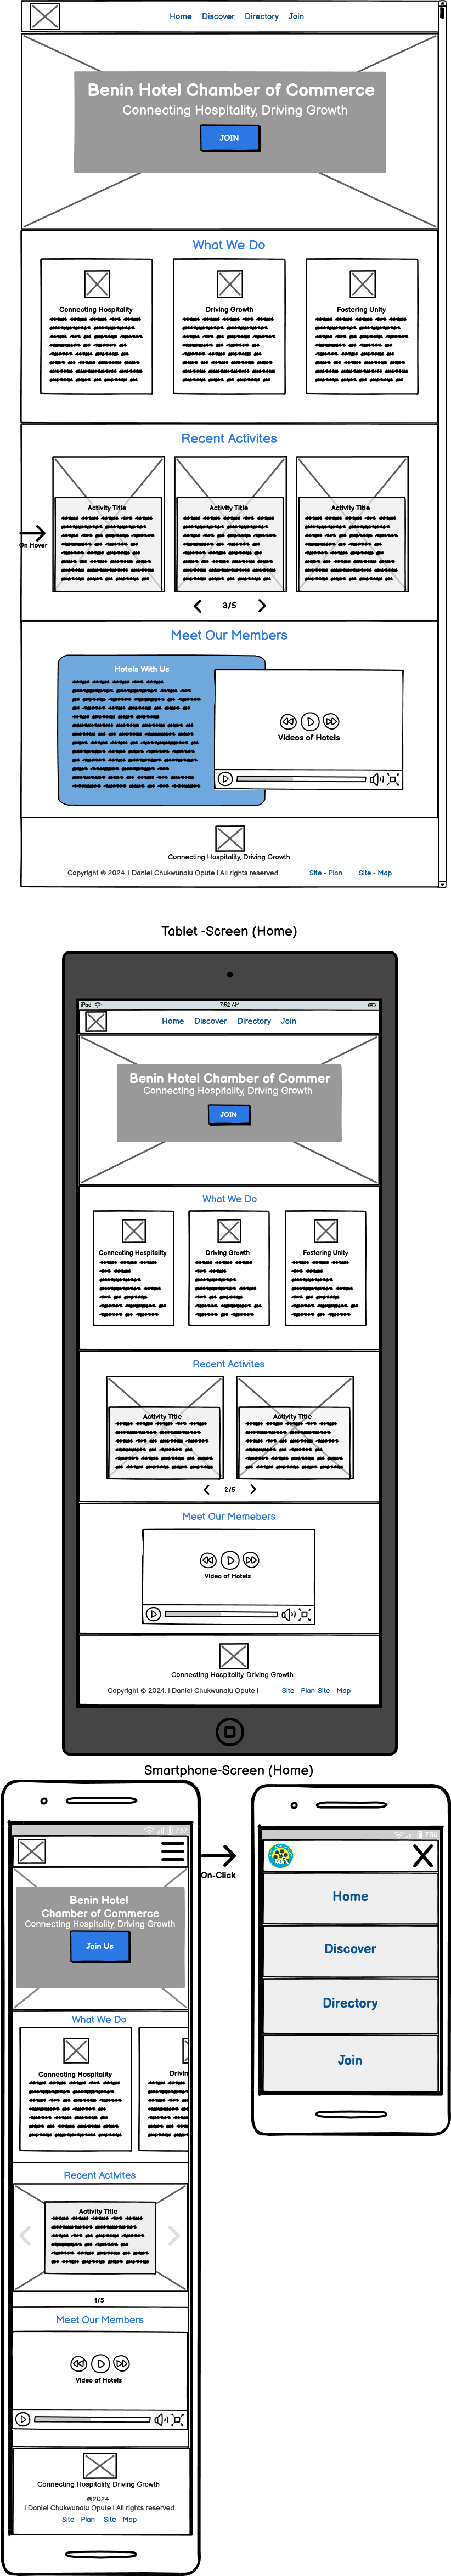 Home Discover Directory Join
Benin Hotel Chamber of Commerce
Connecting Hospitality, Driving Growth
JOIN
What We Do
Connecting Hospitality
Driving Growth
Fostering Unity
Recent Activites
On Hover
Activity Title
Activity Title
Activity Title
3/5
Meet Our Members
Hotels With Us
Videos of Hotels
Connecting Hospitality, Driving Growth
Copyright © 2024. I Daniel Chukwunalu Opute I All rights reserved. Site - Plan Site - Map
Tablet -Screen (Home)
iPad 7:52 AM
Home Discover Directory Join
Benin Hotel Chamber of Commer
Connecting Hospitality, Driving Growth
JOIN
What We Do
Connecting Hospitality
Driving Growth
Fostering Unity
Recent Activites
Activity Title
Activity Title
2/5
Meet Our Memebers
Video of Hotels
Connecting Hospitality, Driving Growth
Copyright © 2024. I Daniel Chukwunalu Opute I Site - Plan Site - Map
Smartphone-Screen (Home)
On-Click
Benin Hotel
Chamber of Commerce
Connecting Hospitality, Driving Growth
Join Us
What We Do
Connecting Hospitality
Drivin
Recent Activites
Activity Title
1/5
Meet Our Members
Video of Hotels
Connecting Hospitality, Driving Growth
©2024.
I Daniel Chukwunalu Opute I All rights reserved.
Site - Plan Site - Map
Home
Discover
Directory
Join